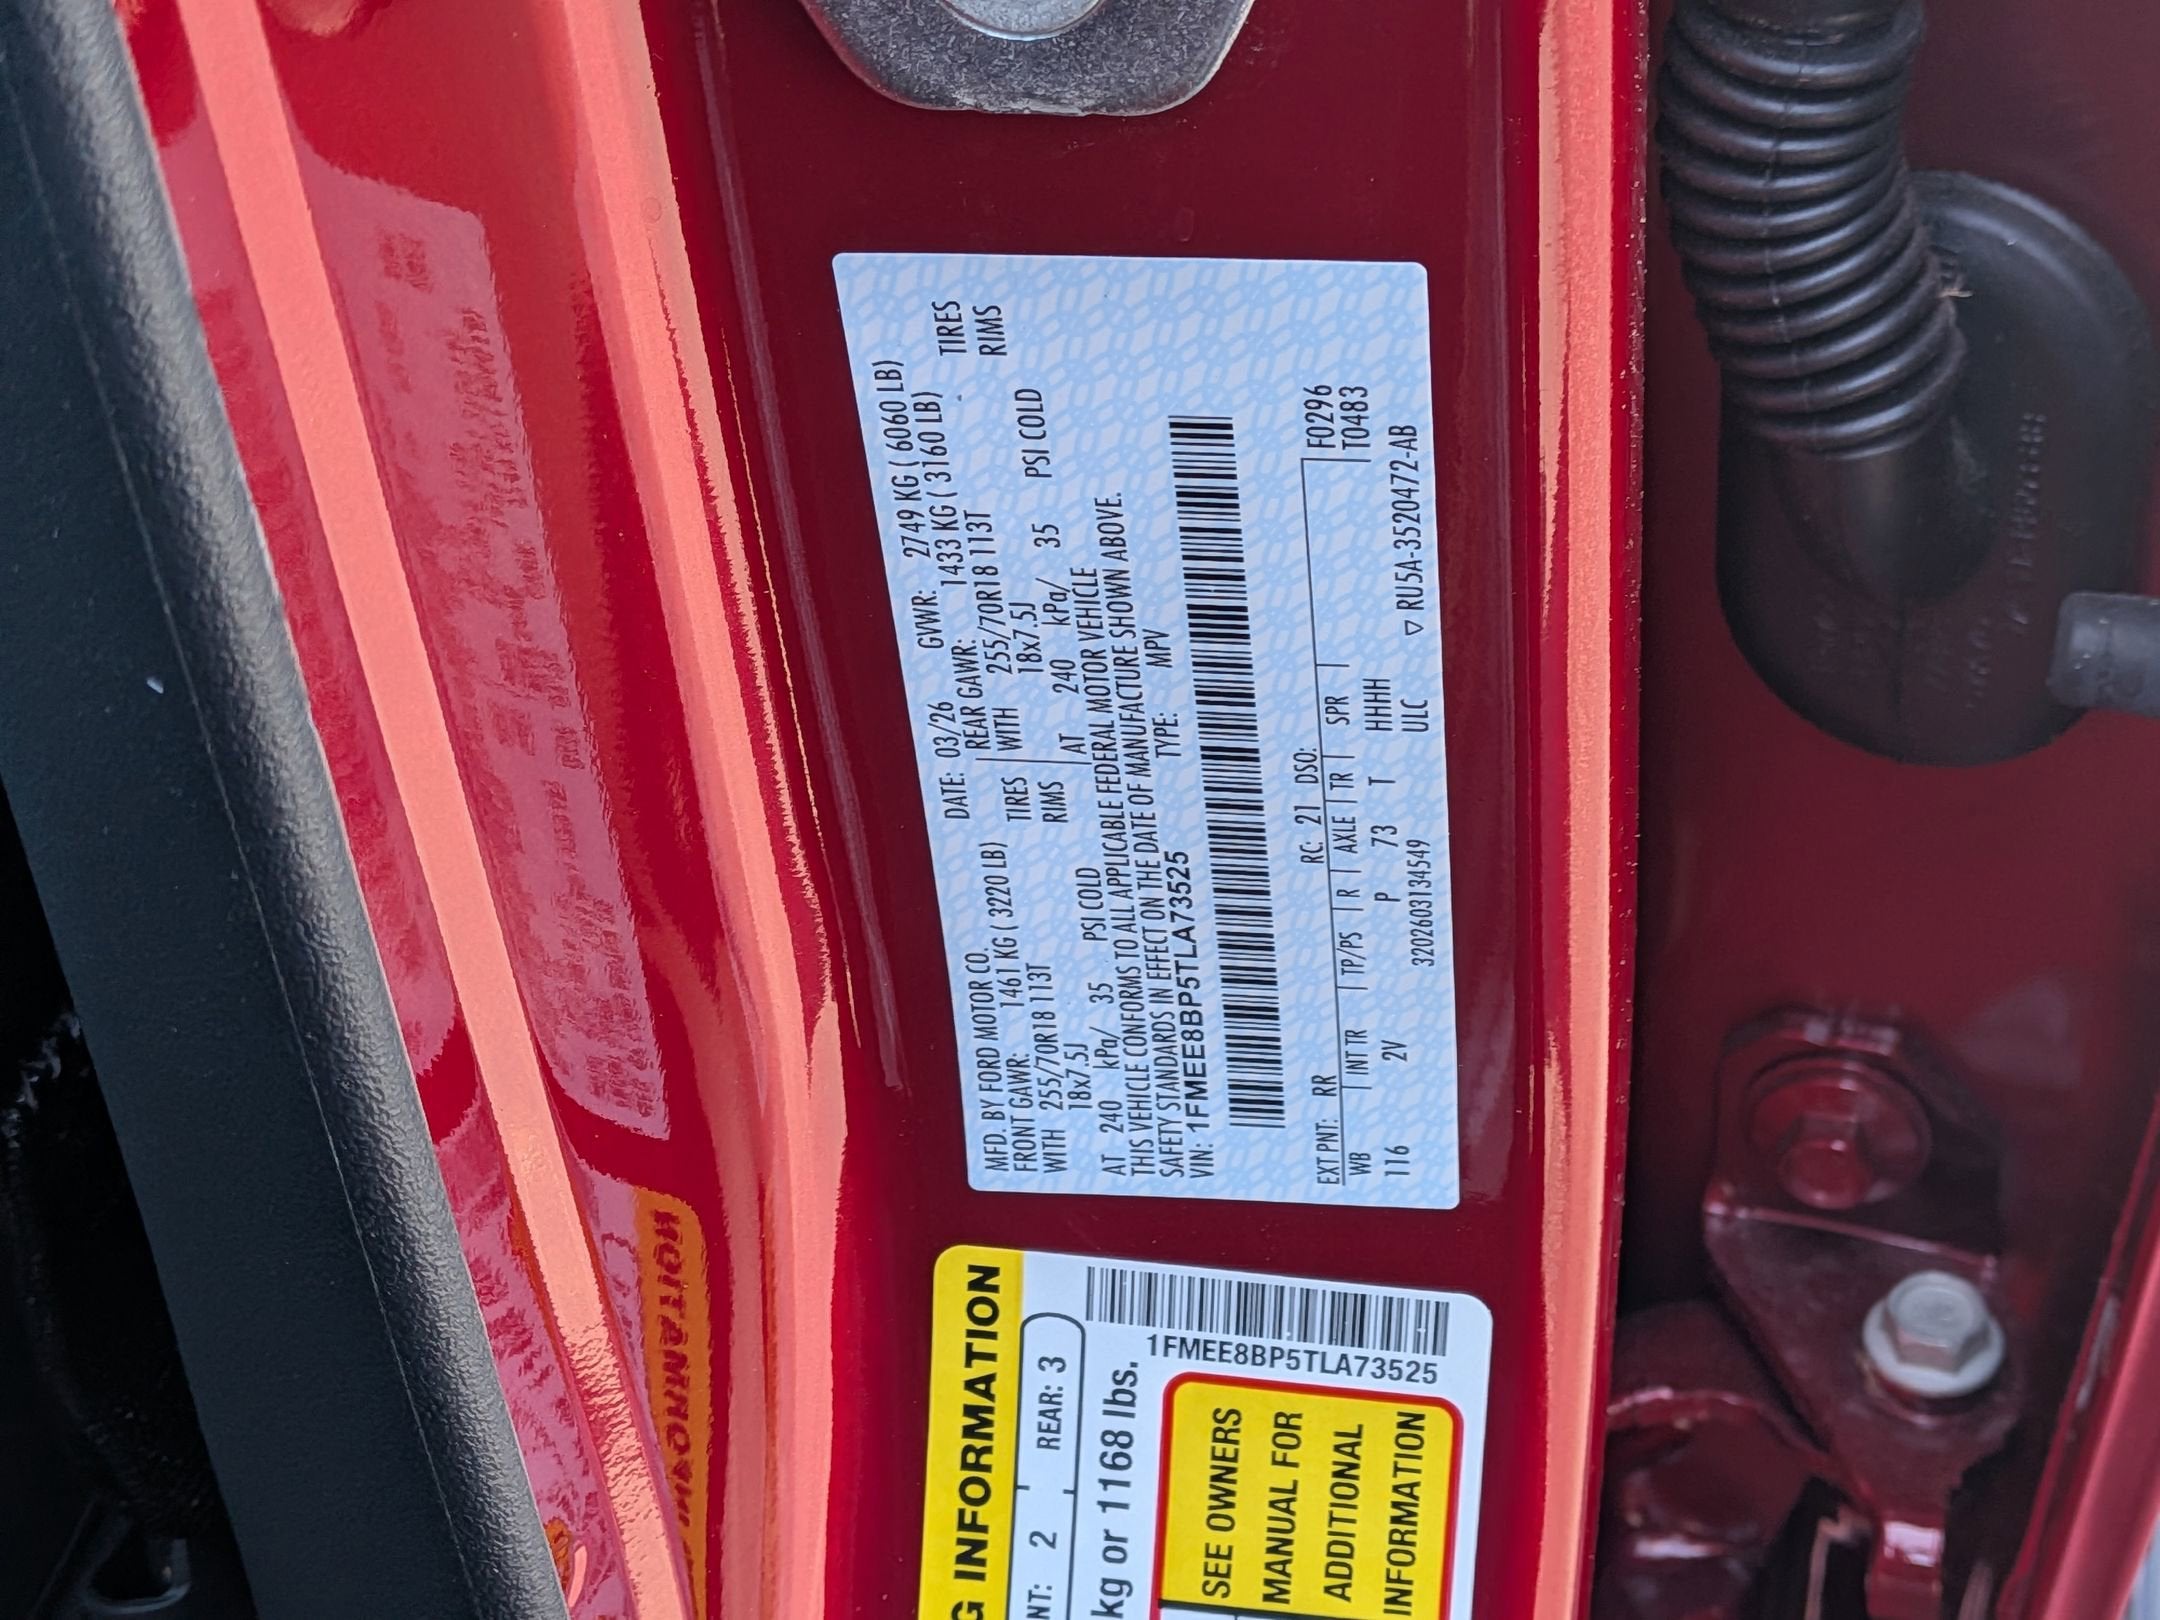 MFD. BY FORD MOTOR CO.
DATE: 03/26 GVWR: 2749 KG ( 6060 LB)
FRONT GAWR: 1461 KG ( 3220 LB)
REAR GAWR: 1433 KG ( 3160 LB)
WITH 255/70R18 113T TIRES
WITH 255/70R18 113T TIRES
18x7.5J RIMS
18x7.5J RIMS
AT 240 kPa/ 35 PSI COLD
AT 240 kPa/ 35 PSI COLD
THIS VEHICLE CONFORMS TO ALL APPLICABLE FEDERAL MOTOR VEHICLE
SAFETY STANDARDS IN EFFECT ON THE DATE OF MANUFACTURE SHOWN ABOVE.
VIN: 1FMEE8BP5TLA73525 TYPE: MPV
EXT PNT: RR RC: 21 DSO: F0296
WB INT TR TP/PS R AXLE TR SPR T0483
116 2V P 73 T HHHH
3202603134549 ULC ▽ RU5A-3520472-AB
G INFORMATION
NT: 2 REAR: 3
kg or 1168 lbs.
1FMEE8BP5TLA73525
SEE OWNERS
MANUAL FOR
ADDITIONAL
INFORMATION